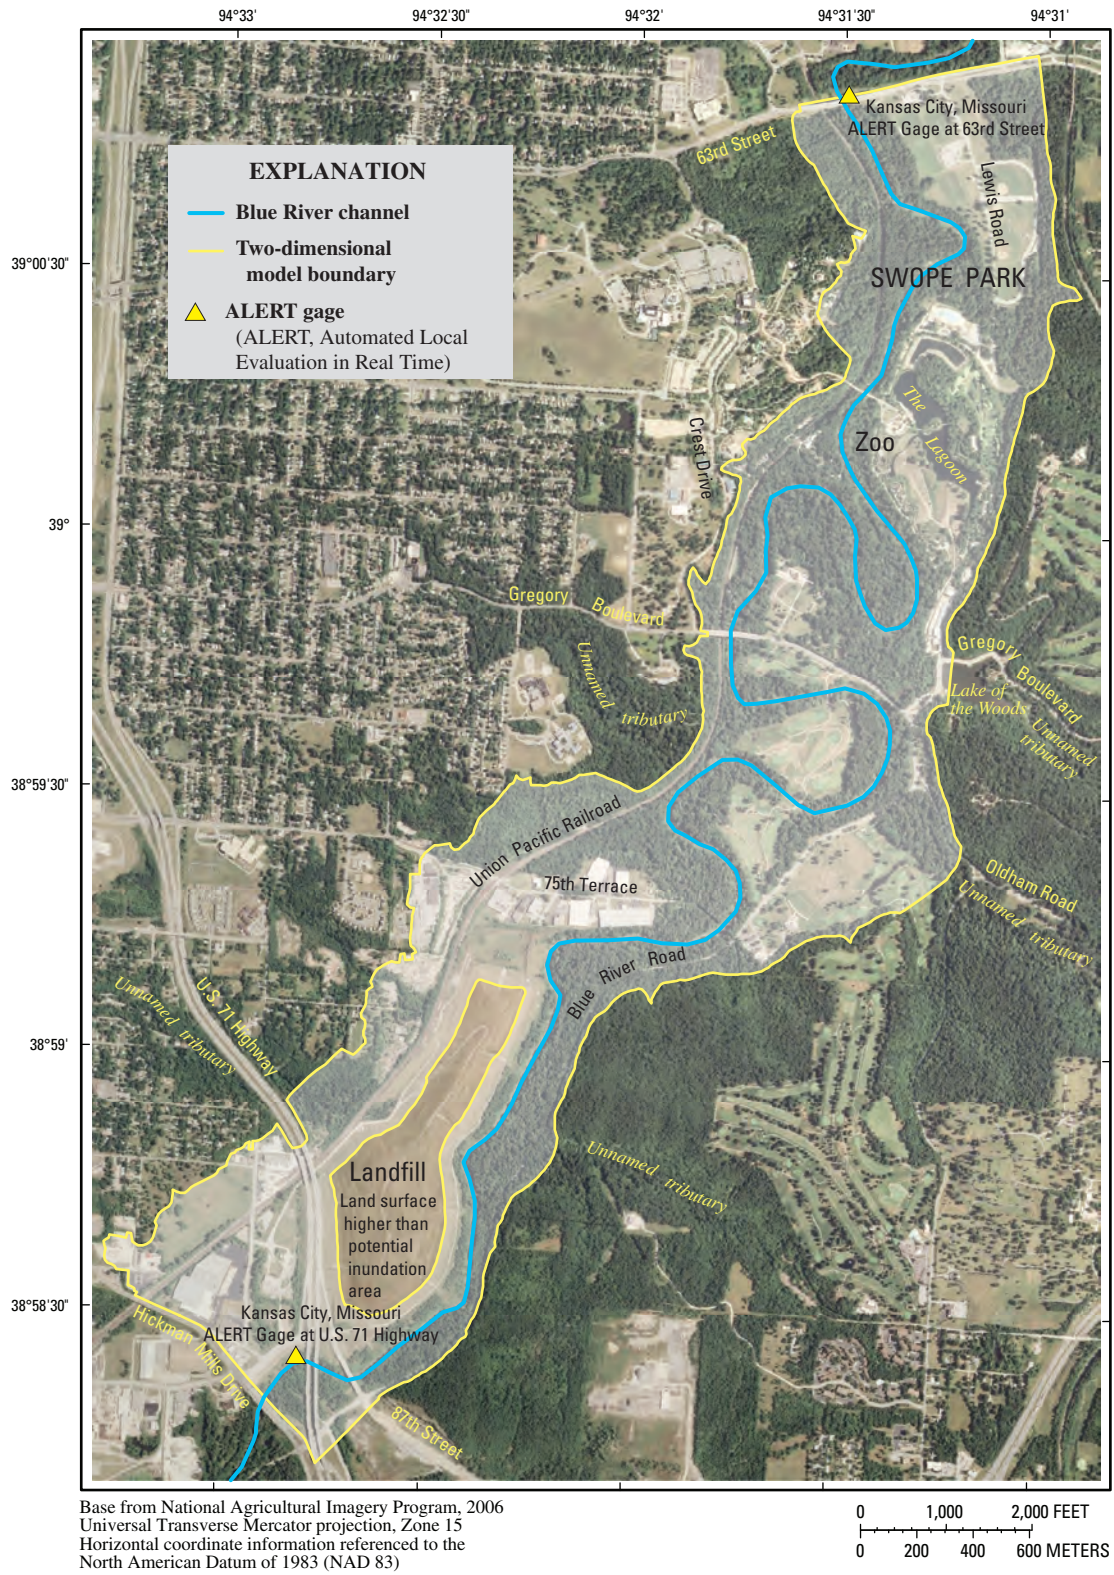 94°33'
94°32'30"
94°32'
94°31'30"
94°31'
39°00'30"
39°
38°59'30"
38°59'
38°58'30"
EXPLANATION
Blue River channel
Two-dimensional
model boundary
ALERT gage
(ALERT, Automated Local
Evaluation in Real Time)
63rd Street
Kansas City, Missouri
ALERT Gage at 63rd Street
Lewis Road
SWOPE PARK
The Lagoon
Zoo
Crest Drive
Gregory Boulevard
Unnamed tributary
Gregory Boulevard
Lake of
the Woods
Unnamed
tributary
Union Pacific Railroad
75th Terrace
Oldham Road
Unnamed tributary
Blue River Road
U.S. 71 Highway
Unnamed tributary
Unnamed tributary
Landfill
Land surface
higher than
potential
inundation
area
Kansas City, Missouri
ALERT Gage at U.S. 71 Highway
Hickman Mills Drive
87th Street
Base from National Agricultural Imagery Program, 2006
Universal Transverse Mercator projection, Zone 15
Horizontal coordinate information referenced to the
North American Datum of 1983 (NAD 83)
0 1,000 2,000 FEET
0 200 400 600 METERS